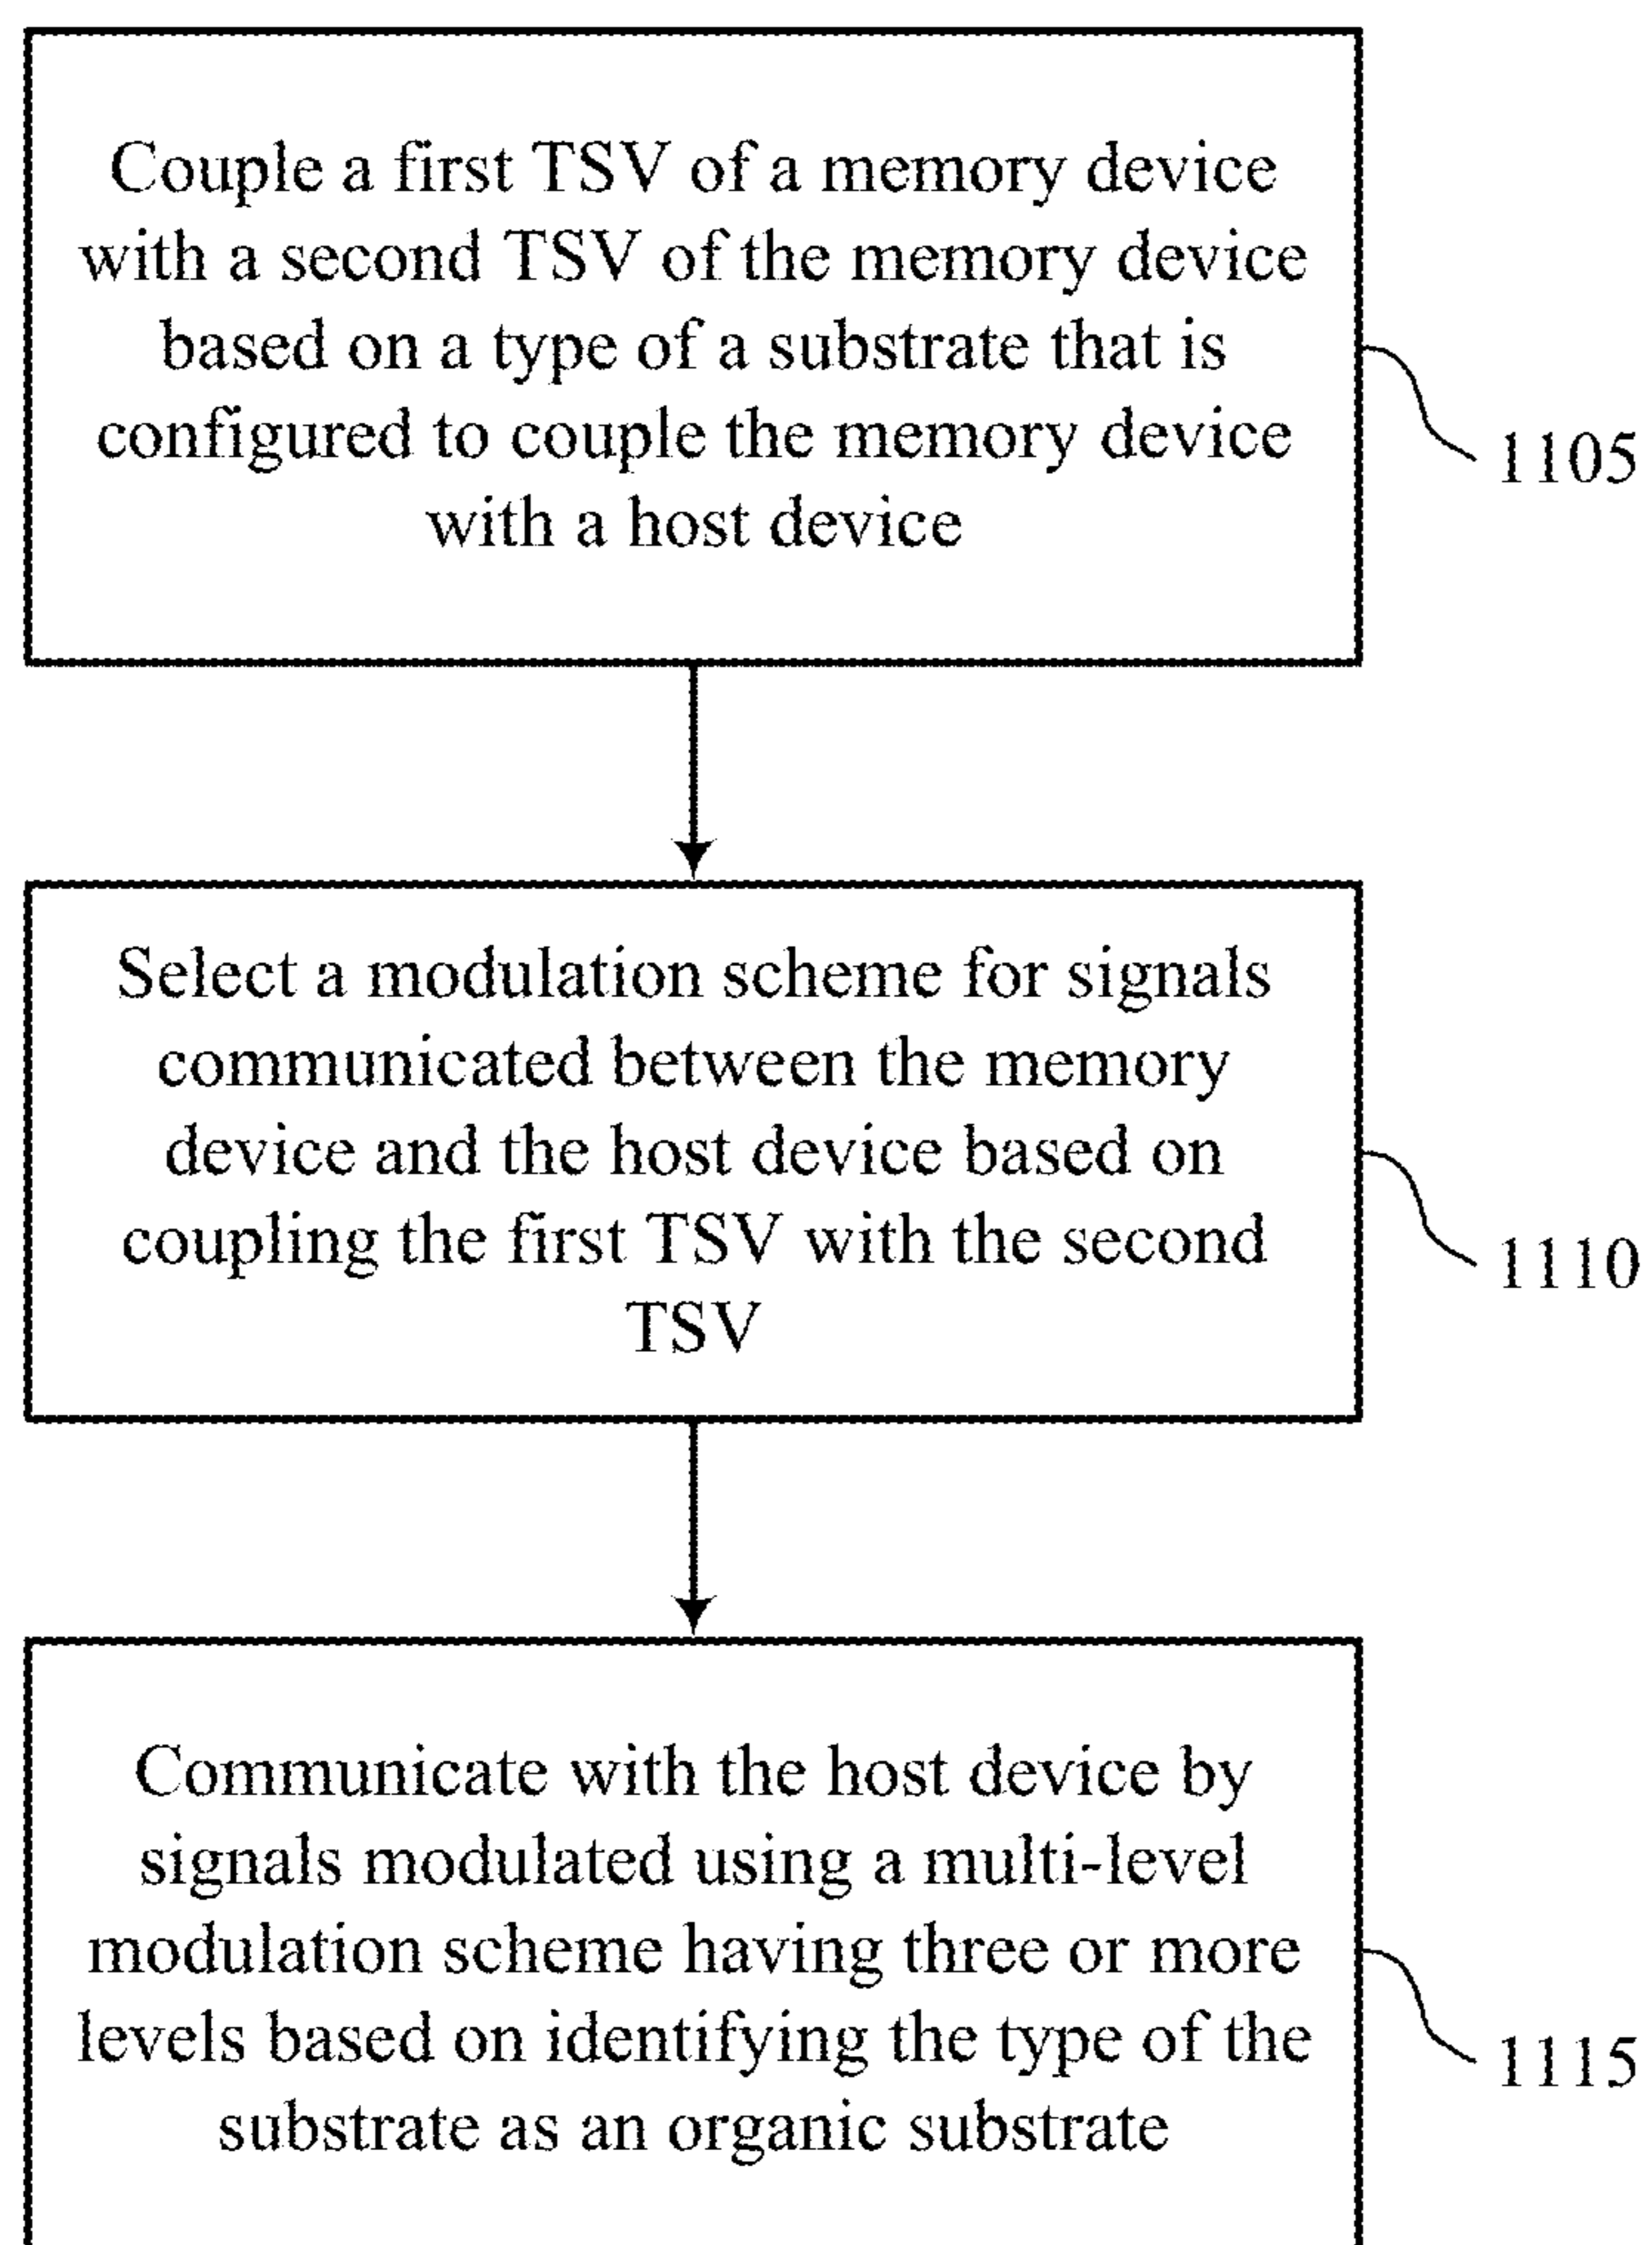 Couple a first TSV of a memory device
with a second TSV of the memory device
based on a type of a substrate that is
configured to couple the memory device
with a host device
1105
Select a modulation scheme for signals
communicated between the memory
device and the host device based on
coupling the first TSV with the second
TSV
1110
Communicate with the host device by
signals modulated using a multi-level
modulation scheme having three or more
levels based on identifying the type of the
substrate as an organic substrate
1115